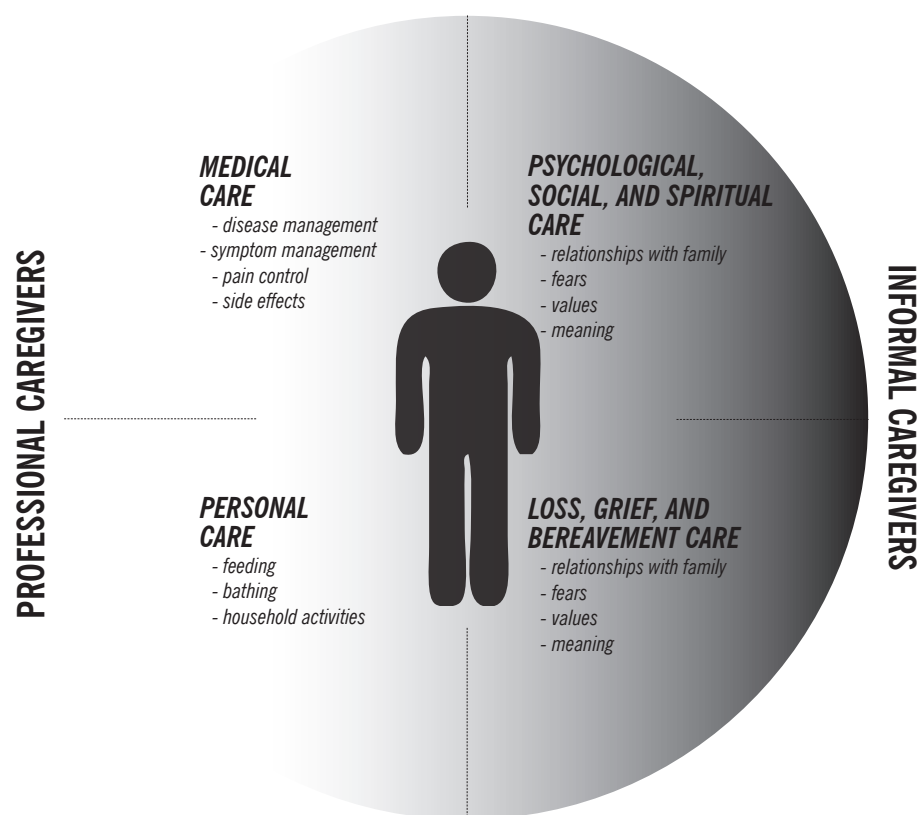 MEDICAL
CARE
- disease management
- symptom management
- pain control
- side effects
PSYCHOLOGICAL,
SOCIAL, AND SPIRITUAL
CARE
- relationships with family
- fears
- values
- meaning
PROFESSIONAL CAREGIVERS
INFORMAL CAREGIVERS
PERSONAL
CARE
- feeding
- bathing
- household activities
LOSS, GRIEF, AND
BEREAVEMENT CARE
- relationships with family
- fears
- values
- meaning